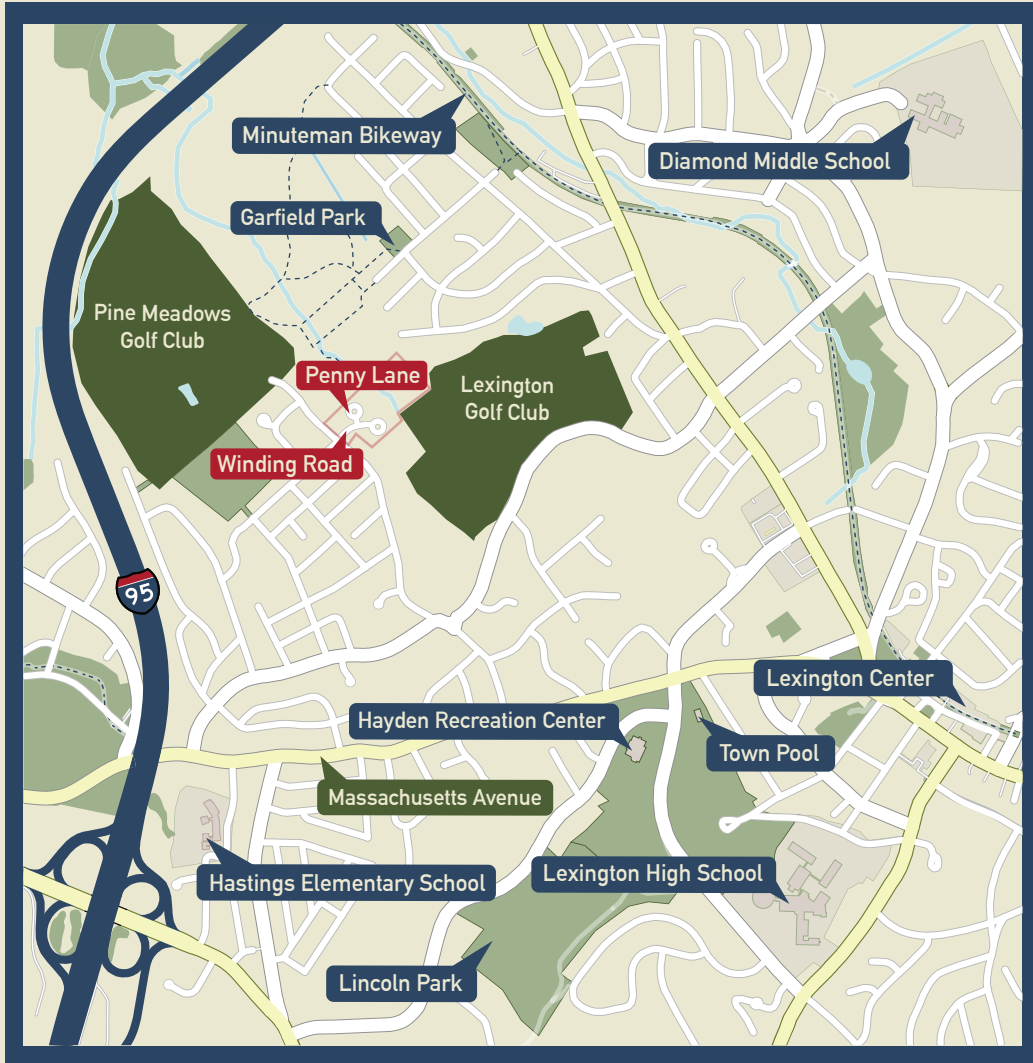 Minuteman Bikeway
Diamond Middle School
Garfield Park
Pine Meadows
Golf Club
Penny Lane
Lexington
Golf Club
Winding Road
95
Lexington Center
Hayden Recreation Center
Town Pool
Massachusetts Avenue
Lexington High School
Hastings Elementary School
Lincoln Park